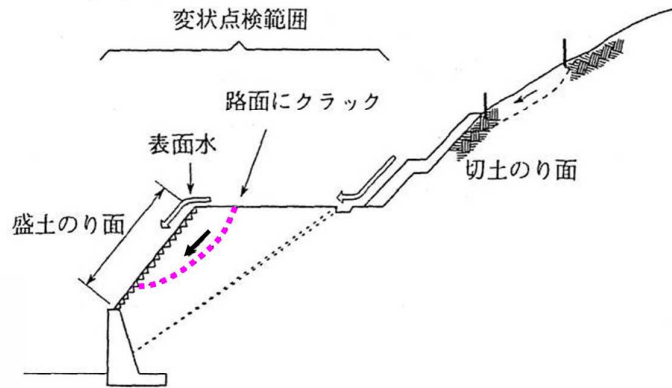 変状点検範囲
路面にクラック
表面水
切土のり面
盛土のり面